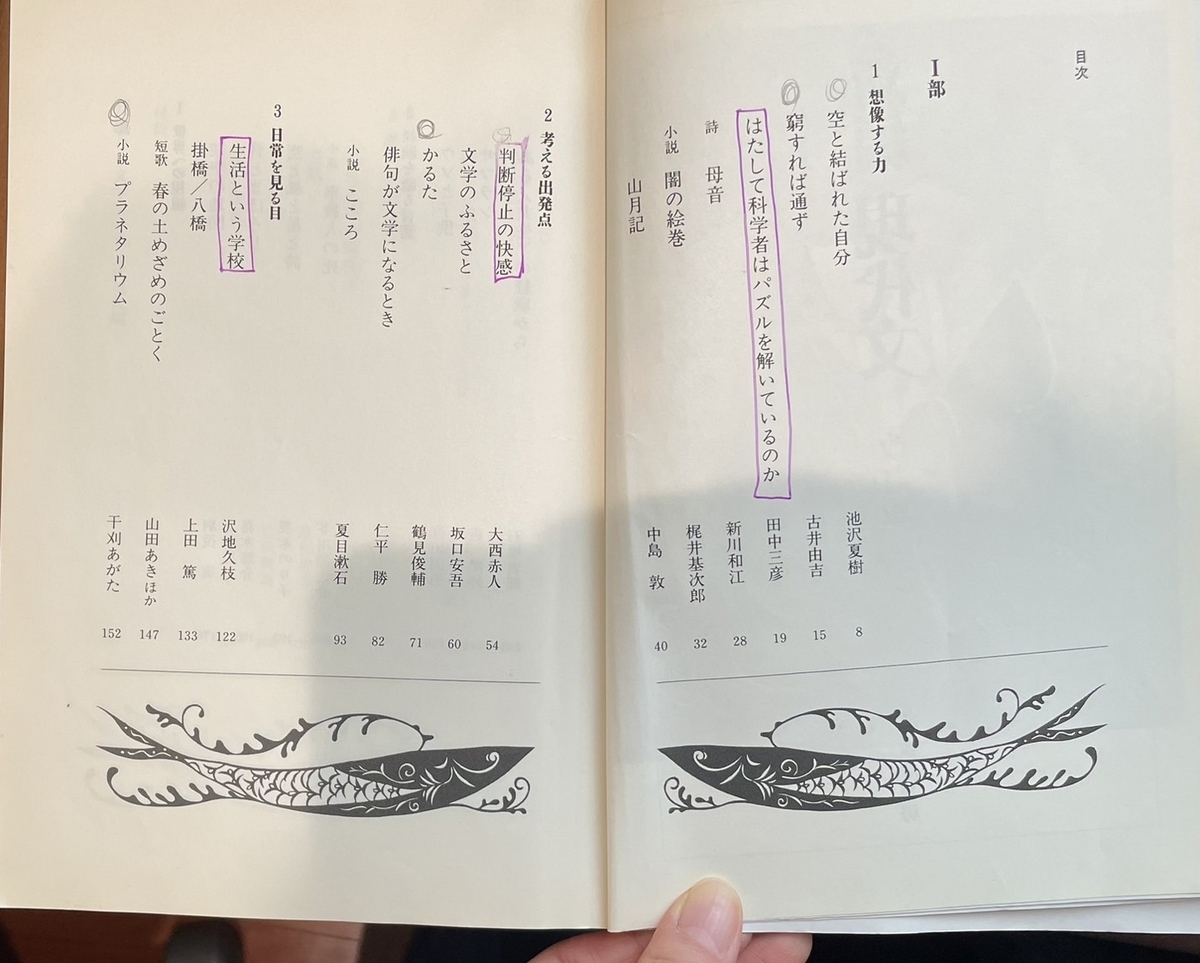 目次
I部
1 想像する力
空と結ばれた自分 池沢夏樹 8
窮すれば通ず 古井由吉 15
はたして科学者はパズルを解いているのか 田中三彦 19
詩 母音 新川和江 28
小説 闇の絵巻 梶井基次郎 32
山月記 中島 敦 40
2 考える出発点
判断停止の快感 大西赤人 54
文学のふるさと 坂口安吾 60
かるた 鶴見俊輔 71
俳句が文学になるとき 仁平 勝 82
小説 こころ 夏目漱石 93
3 日常を見る目
生活という学校 沢地久枝 122
掛橋/八橋 上田 篤 133
短歌 春の土めざめのごとく 山田あきほか 147
小説 プラネタリウム 干刈あがた 152